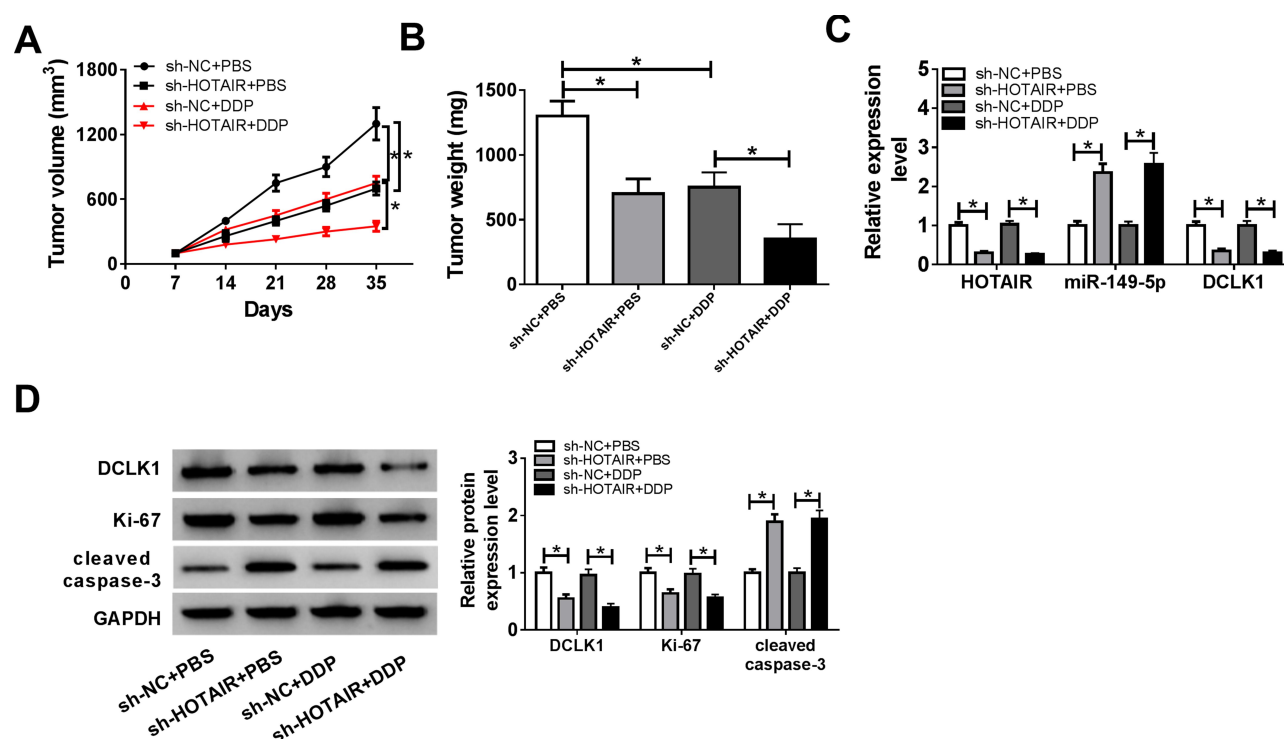 A
Tumor volume (mm3)
1800
1200
600
0
0
7
14
21
28
35
Days
sh-NC+PBS
sh-HOTAIR+PBS
sh-NC+DDP
sh-HOTAIR+DDP
*
*
*
B
Tumor weight (mg)
1500
1000
500
0
*
*
*
sh-NC+PBS
sh-HOTAIR+PBS
sh-NC+DDP
sh-HOTAIR+DDP
C
Relative expression
level
5
4
3
2
1
0
sh-NC+PBS
sh-HOTAIR+PBS
sh-NC+DDP
sh-HOTAIR+DDP
*
*
*
*
*
*
HOTAIR
miR-149-5p
DCLK1
D
DCLK1
Ki-67
cleaved
caspase-3
GAPDH
sh-NC+PBS
sh-HOTAIR+PBS
sh-NC+DDP
sh-HOTAIR+DDP
Relative protein
expression level
3
2
1
0
sh-NC+PBS
sh-HOTAIR+PBS
sh-NC+DDP
sh-HOTAIR+DDP
*
*
*
*
*
*
DCLK1
Ki-67
cleaved
caspase-3